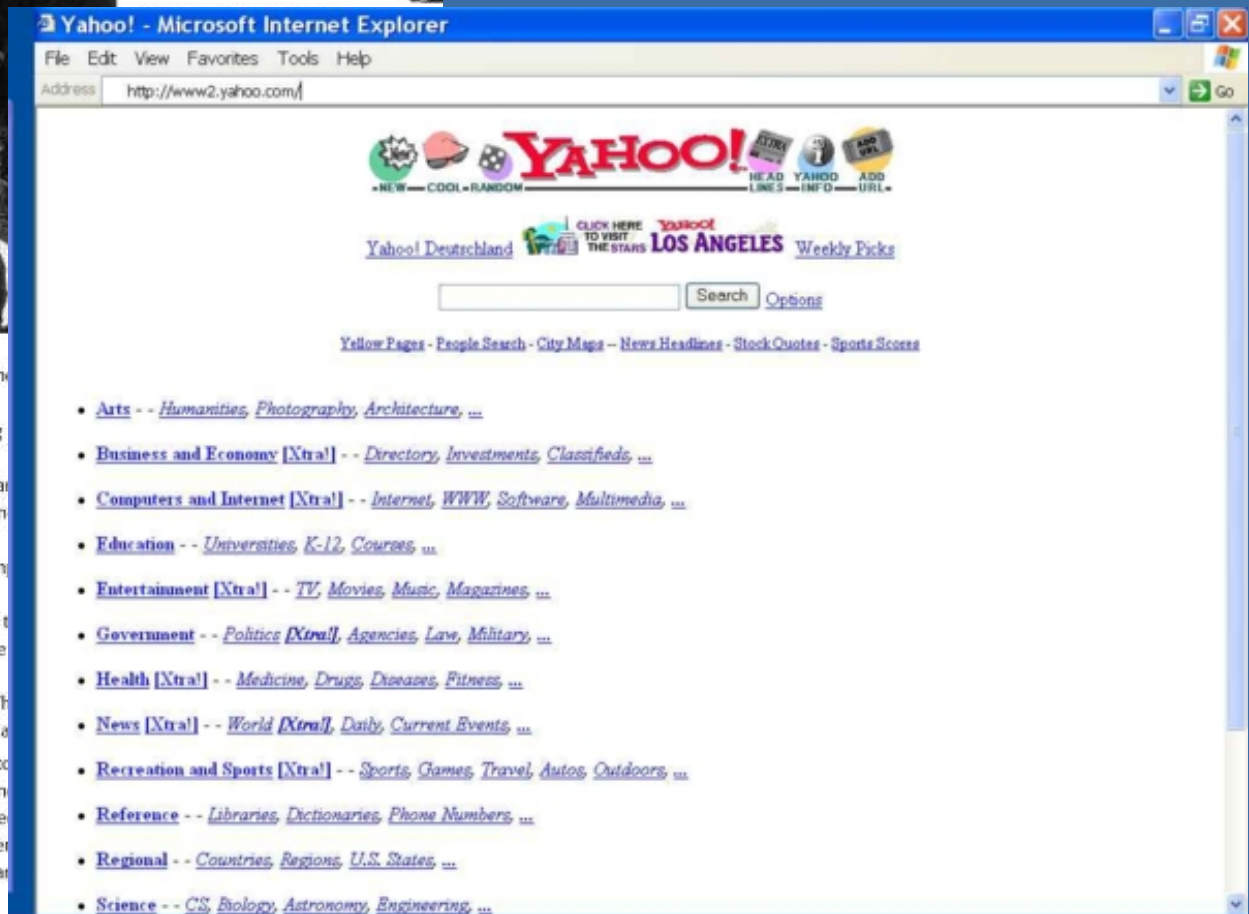 Yahoo! - Microsoft Internet Explorer
File Edit View Favorites Tools Help
Address http://www2.yahoo.com/
New EXTRA ADD URL
YAHOO!
NEW COOL RANDOM HEAD LINES YAHOO INFO ADD URL
Yahoo! Deutschland CLICK HERE TO VISIT THE STARS YAHOO! LOS ANGELES Weekly Picks
Search Options
Yellow Pages - People Search - City Maps -- News Headlines - Stock Quotes - Sports Scores
• Arts - - Humanities, Photography, Architecture, ...
• Business and Economy [Xtra!] - - Directory, Investments, Classifieds, ...
• Computers and Internet [Xtra!] - - Internet, WWW, Software, Multimedia, ...
• Education - - Universities, K-12, Courses, ...
• Entertainment [Xtra!] - - TV, Movies, Music, Magazines, ...
• Government - - Politics [Xtra!], Agencies, Law, Military, ...
• Health [Xtra!] - - Medicine, Drugs, Diseases, Fitness, ...
• News [Xtra!] - - World [Xtra!], Daily, Current Events, ...
• Recreation and Sports [Xtra!] - - Sports, Games, Travel, Autos, Outdoors, ...
• Reference - - Libraries, Dictionaries, Phone Numbers, ...
• Regional - - Countries, Regions, U.S. States, ...
• Science - - CS, Biology, Astronomy, Engineering, ...
Go